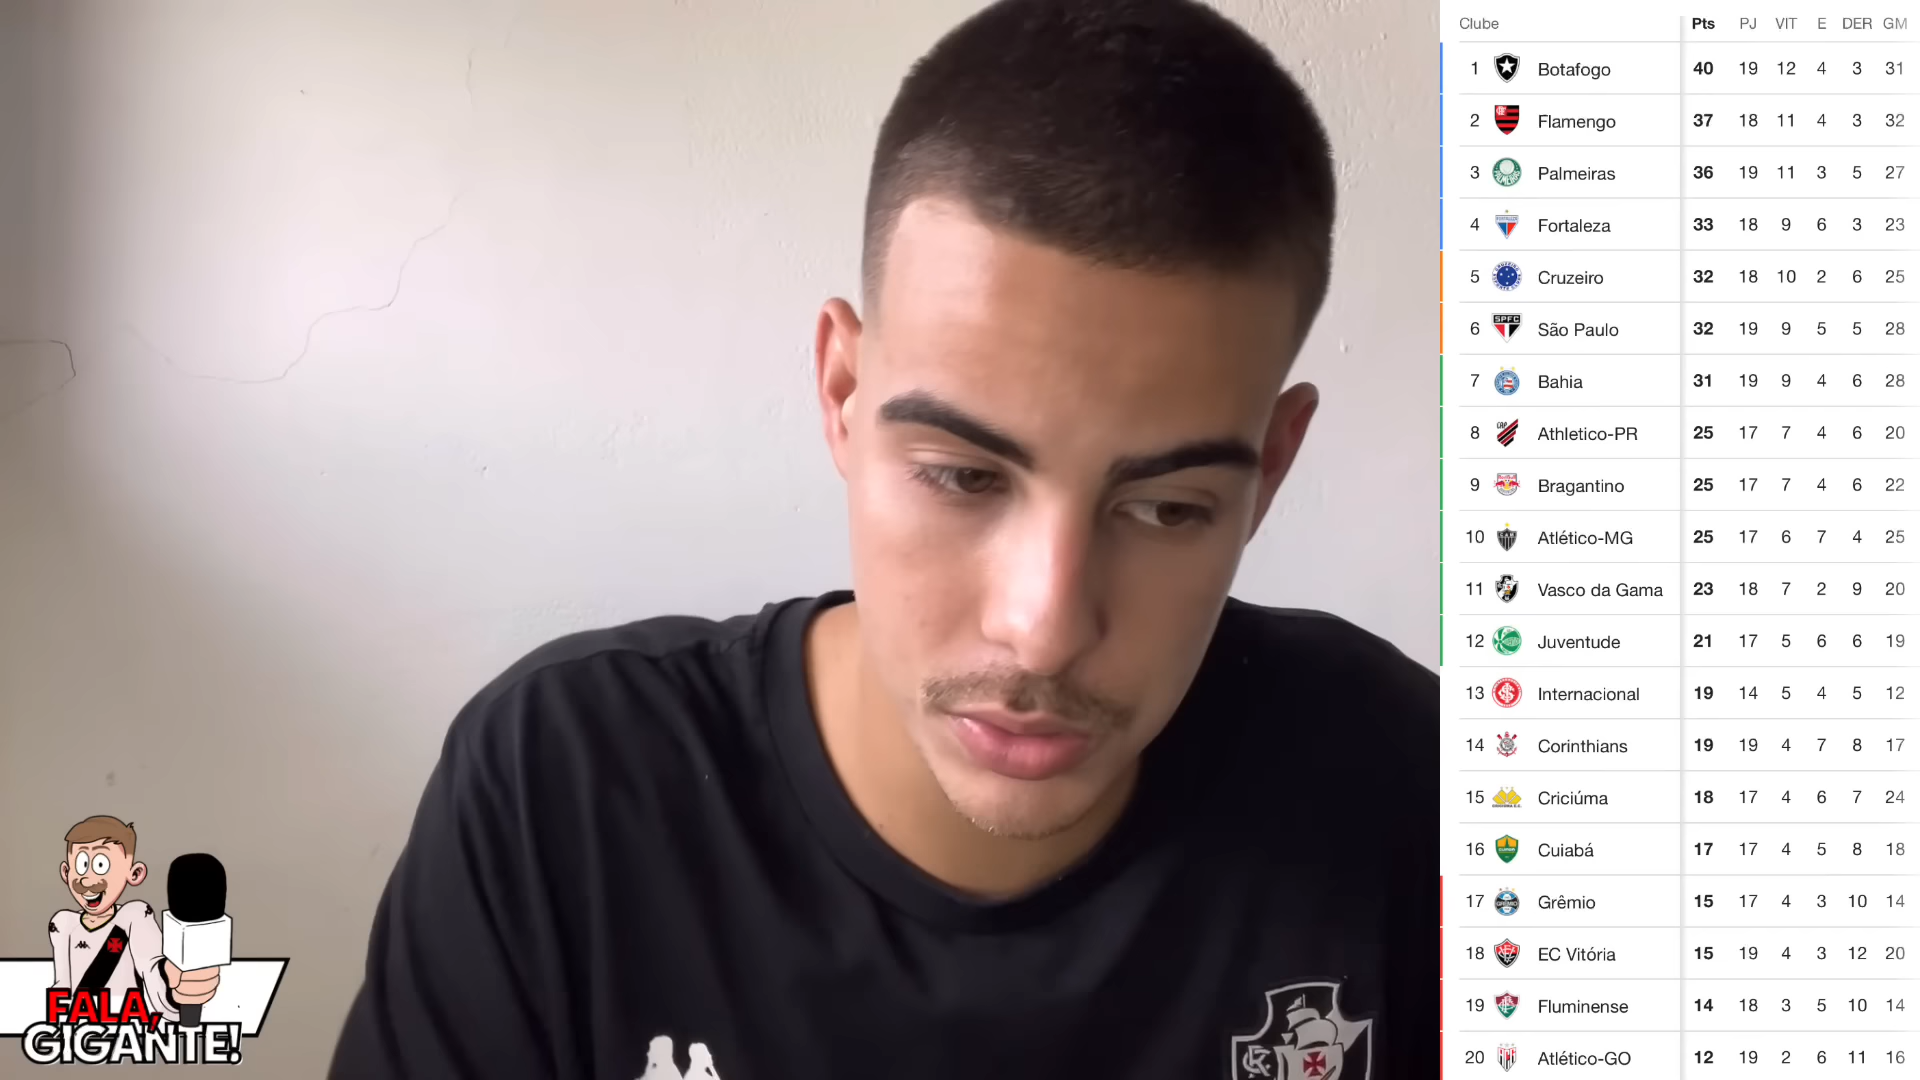 Clube Pts PJ VIT E DER GM
1 Botafogo 40 19 12 4 3 31
2 Flamengo 37 18 11 4 3 32
3 Palmeiras 36 19 11 3 5 27
4 Fortaleza 33 18 9 6 3 23
5 Cruzeiro 32 18 10 2 6 25
6 SPFC São Paulo 32 19 9 5 5 28
7 Bahia 31 19 9 4 6 28
8 CAP Athletico-PR 25 17 7 4 6 20
9 Bragantino 25 17 7 4 6 22
10 Atlético-MG 25 17 6 7 4 25
11 Vasco da Gama 23 18 7 2 9 20
12 Juventude 21 17 5 6 6 19
13 Internacional 19 14 5 4 5 12
14 Corinthians 19 19 4 7 8 17
15 Criciúma 18 17 4 6 7 24
16 Cuiabá 17 17 4 5 8 18
17 Grêmio 15 17 4 3 10 14
18 EC Vitória 15 19 4 3 12 20
19 Fluminense 14 18 3 5 10 14
20 Atlético-GO 12 19 2 6 11 16
FALA,
GIGANTE!